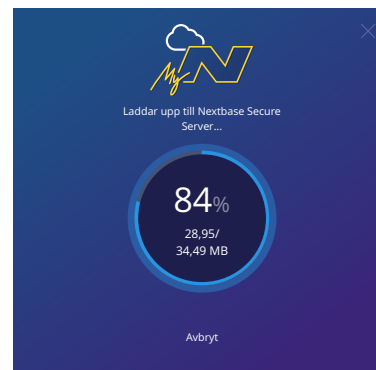 My N
Laddar upp till Nextbase Secure
Server...
84%
28,95/
34,49 MB
Avbryt